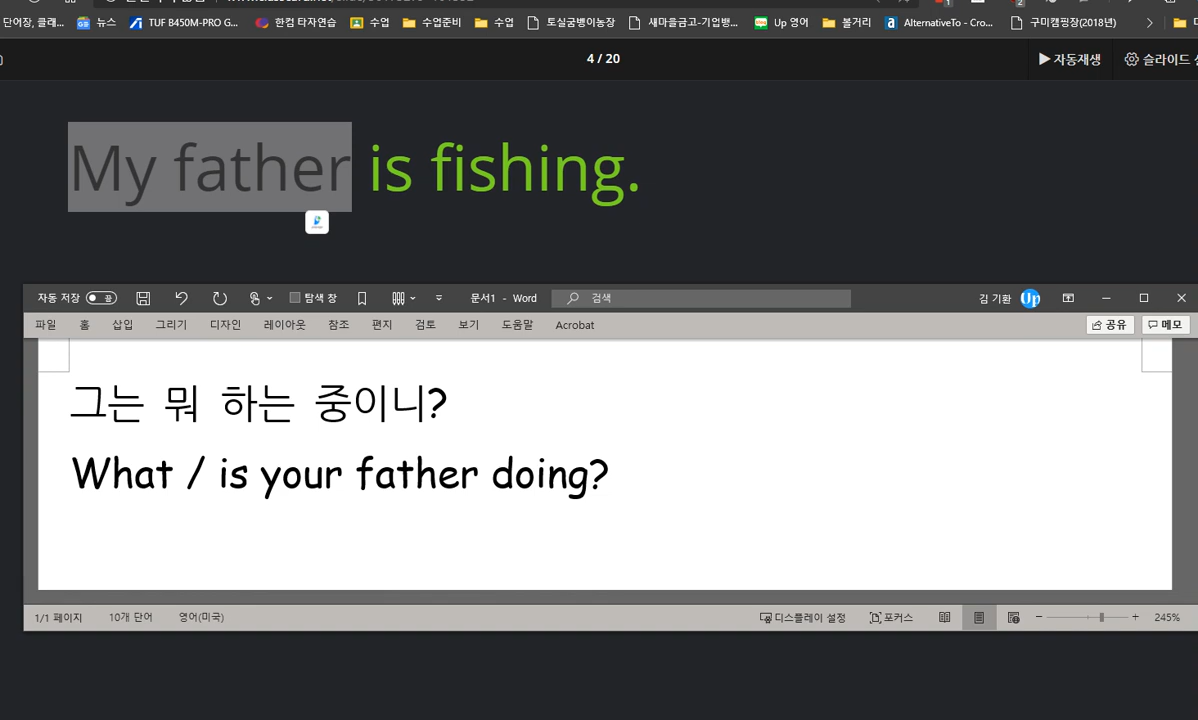 단어장, 클래... 뉴스 TUF B450M-PRO G... 한컴 타자연습 수업 수업준비 수업 토실굼벵이농장 새마을금고-기업뱅... Up 영어 볼거리 AlternativeTo - Cro... 구미캠핑장(2018년)
4 / 20
자동재생 슬라이드
My father is fishing.
자동 저장 끔 탐색 창 문서1 - Word 검색 김 기환 Up
파일 홈 삽입 그리기 디자인 레이아웃 참조 편지 검토 보기 도움말 Acrobat 공유 메모
그는 뭐 하는 중이니?
What / is your father doing?
1/1 페이지 10개 단어 영어(미국) 디스플레이 설정 포커스 245%